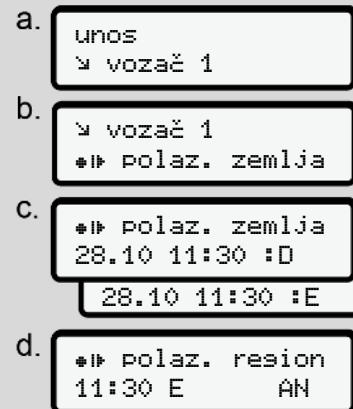 a.
unos
↘ vozač 1
b.
↘ vozač 1
●I▶ polaz. zemlja
c.
●I▶ polaz. zemlja
28.10 11:30 :D
28.10 11:30 :E
d.
●I▶ polaz. region
11:30 E AN